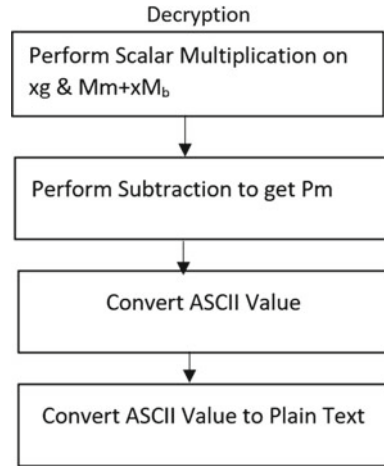 Decryption
Perform Scalar Multiplication on
xg & Mm+xM_b
Perform Subtraction to get Pm
Convert ASCII Value
Convert ASCII Value to Plain Text